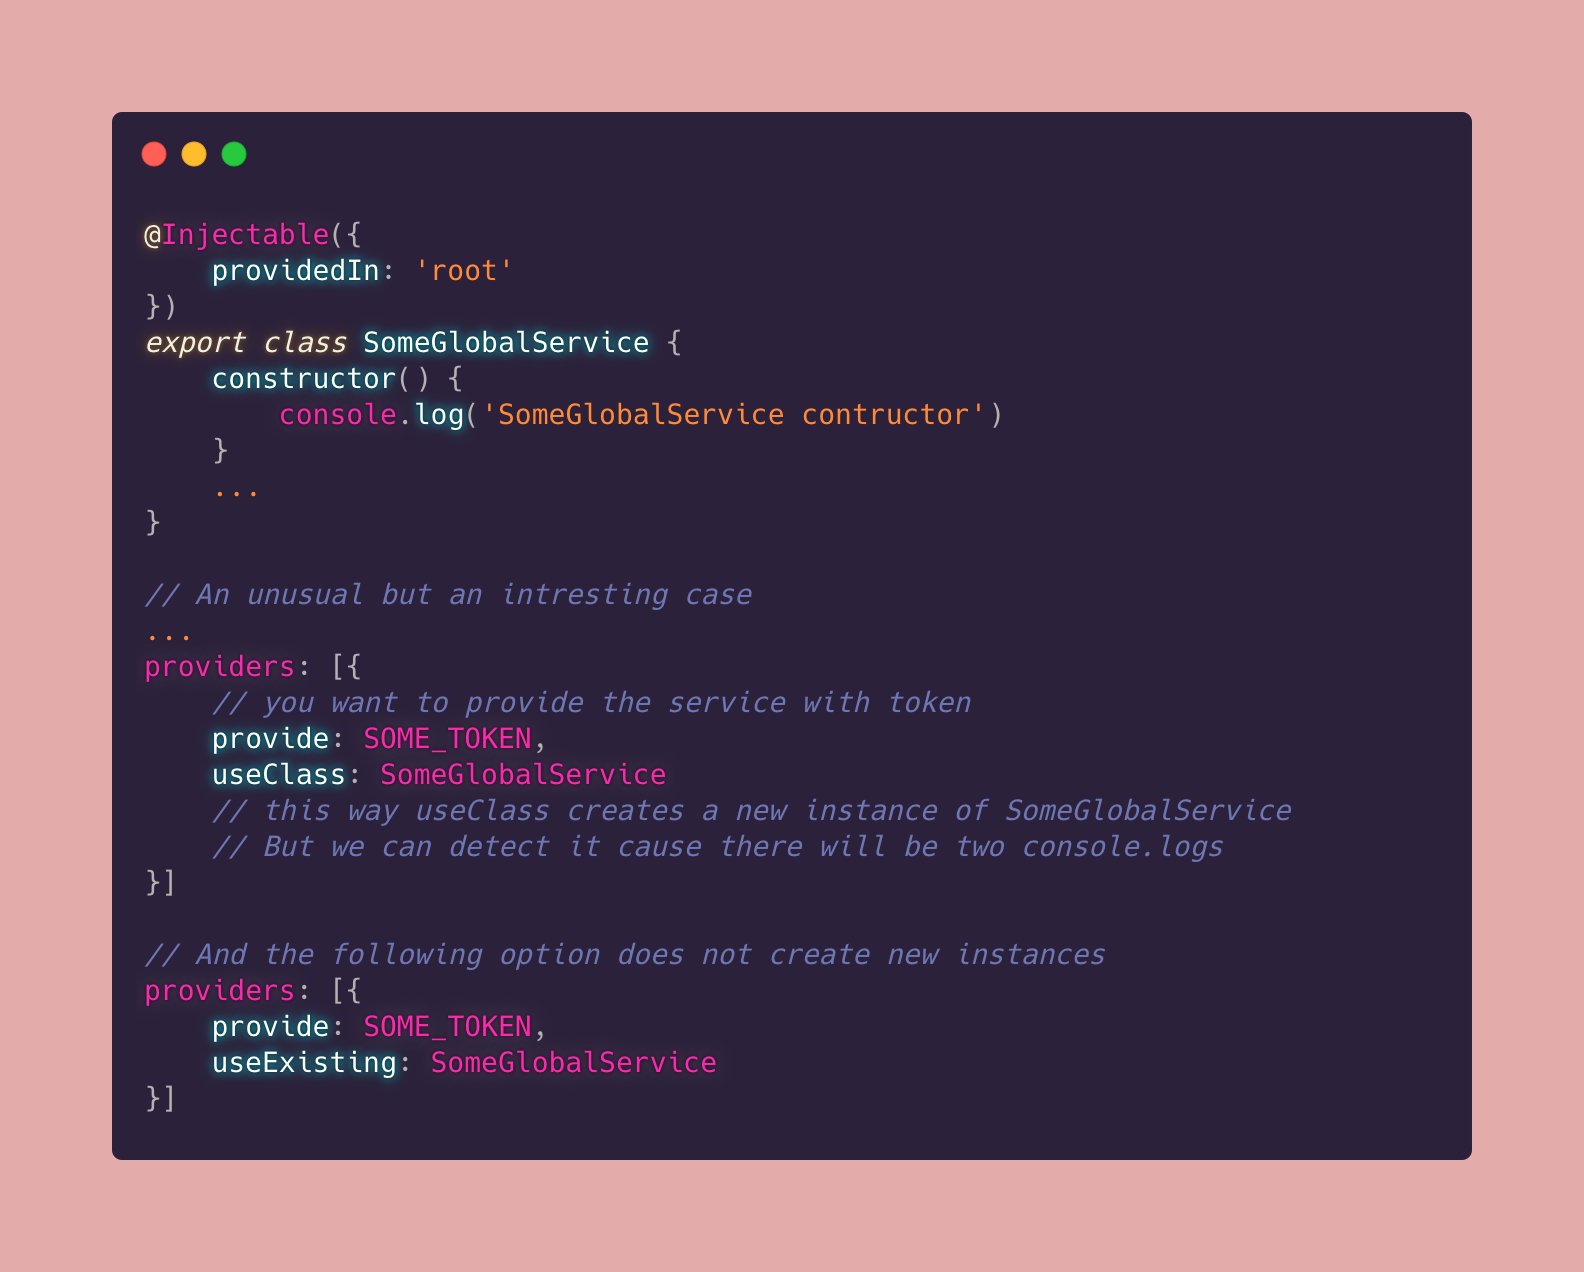 @Injectable({
    providedIn: 'root'
})
export class SomeGlobalService {
    constructor() {
        console.log('SomeGlobalService contructor')
    }
    ...
}

// An unusual but an intresting case
...
providers: [{
    // you want to provide the service with token
    provide: SOME_TOKEN,
    useClass: SomeGlobalService
    // this way useClass creates a new instance of SomeGlobalService
    // But we can detect it cause there will be two console.logs
}]

// And the following option does not create new instances
providers: [{
    provide: SOME_TOKEN,
    useExisting: SomeGlobalService
}]